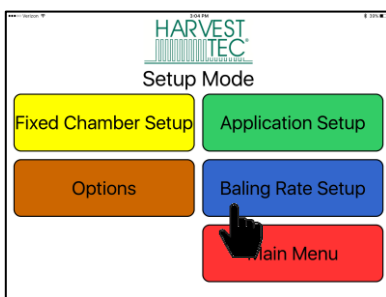 Verizon 3:04 PM 33%
HARVEST
TEC
Setup Mode
Fixed Chamber Setup Application Setup
Options Baling Rate Setup
Main Menu